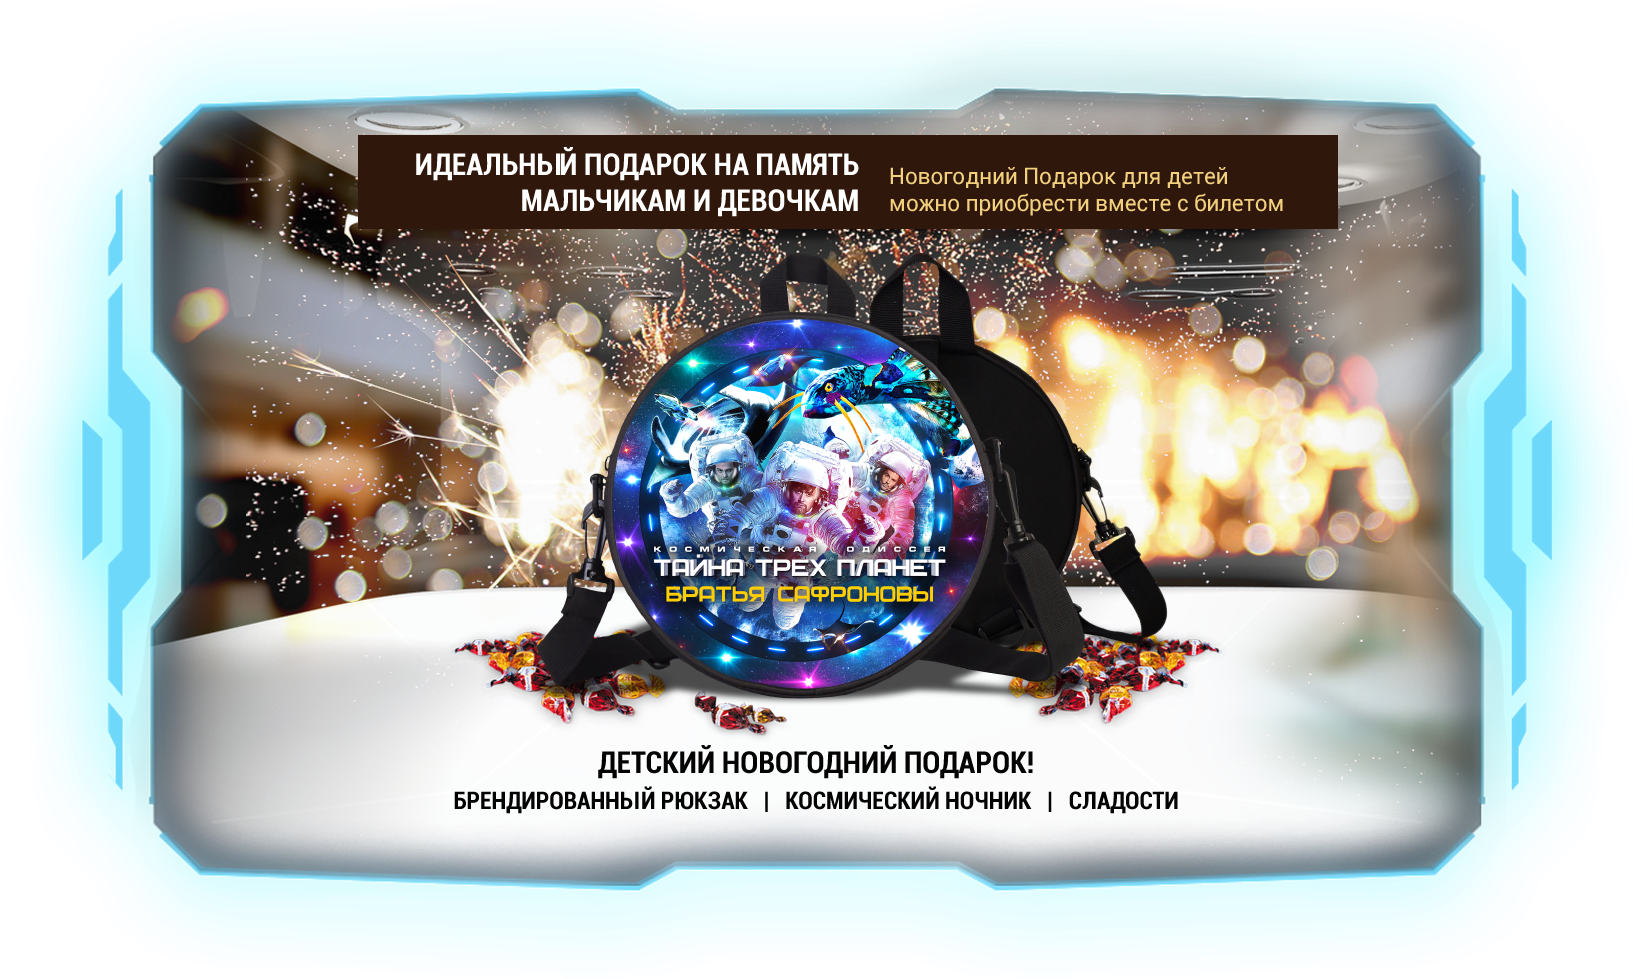 ИДЕАЛЬНЫЙ ПОДАРОК НА ПАМЯТЬ
МАЛЬЧИКАМ И ДЕВОЧКАМ
Новогодний Подарок для детей
можно приобрести вместе с билетом
КОСМИЧЕСКАЯ ОДИССЕЯ
ТАЙНА ТРЕХ ПЛАНЕТ
БРАТЬЯ САФРОНОВЫ
ДЕТСКИЙ НОВОГОДНИЙ ПОДАРОК!
БРЕНДИРОВАННЫЙ РЮКЗАК | КОСМИЧЕСКИЙ НОЧНИК | СЛАДОСТИ